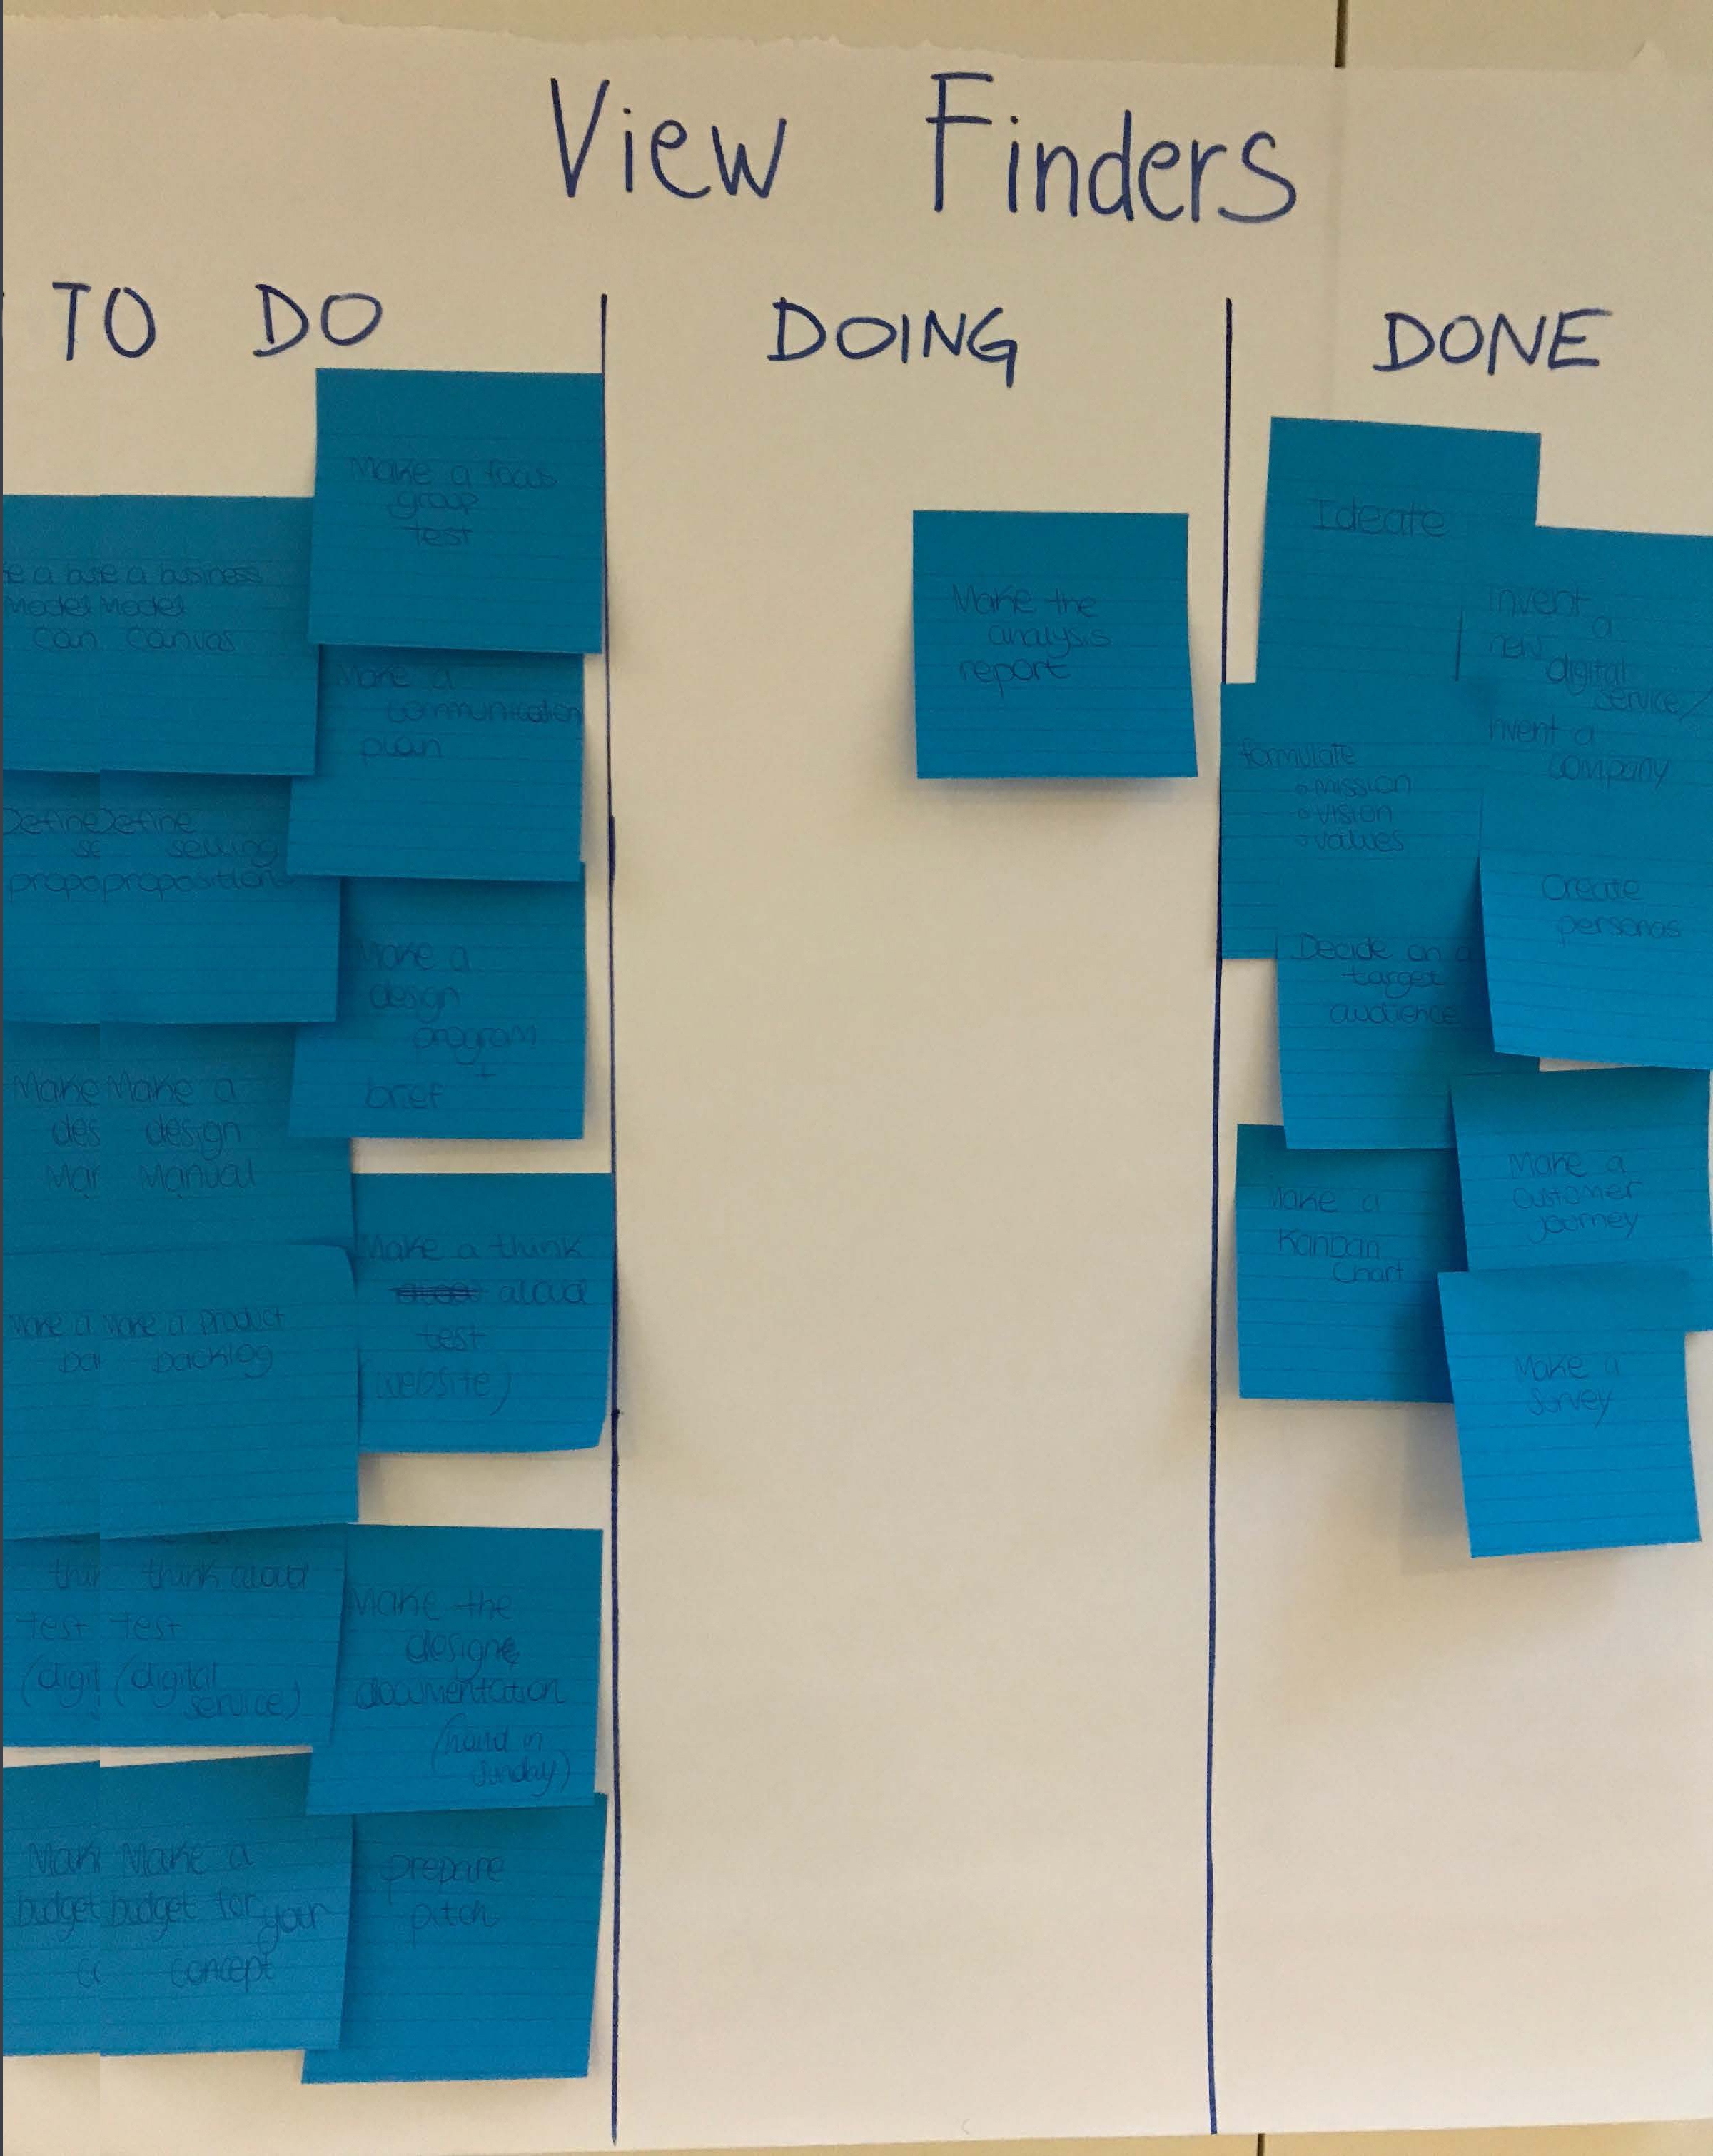 View Finders
TO DO
Make a focus
group
test
e a business
Model
Canvas
Make a
communication
plan
Define
selling
proposition
Make a
design
program
+
brief
Make a
design
Manual
Make a think
aloud
test
(website)
Make a product
backlog
think aloud
test
(digital
service)
Make the
design
documentation
(hand in
sunday)
Make a
budget for your
concept
prepare
pitch
DOING
Make the
analysis
report
DONE
Ideate
Invent
a
new
digital
service/
invent a
company
formulate
o mission
o vision
o values
Create
personas
Decide on a
target
audience
Make a
customer
journey
Make a
Kanban
Chart
Make a
survey